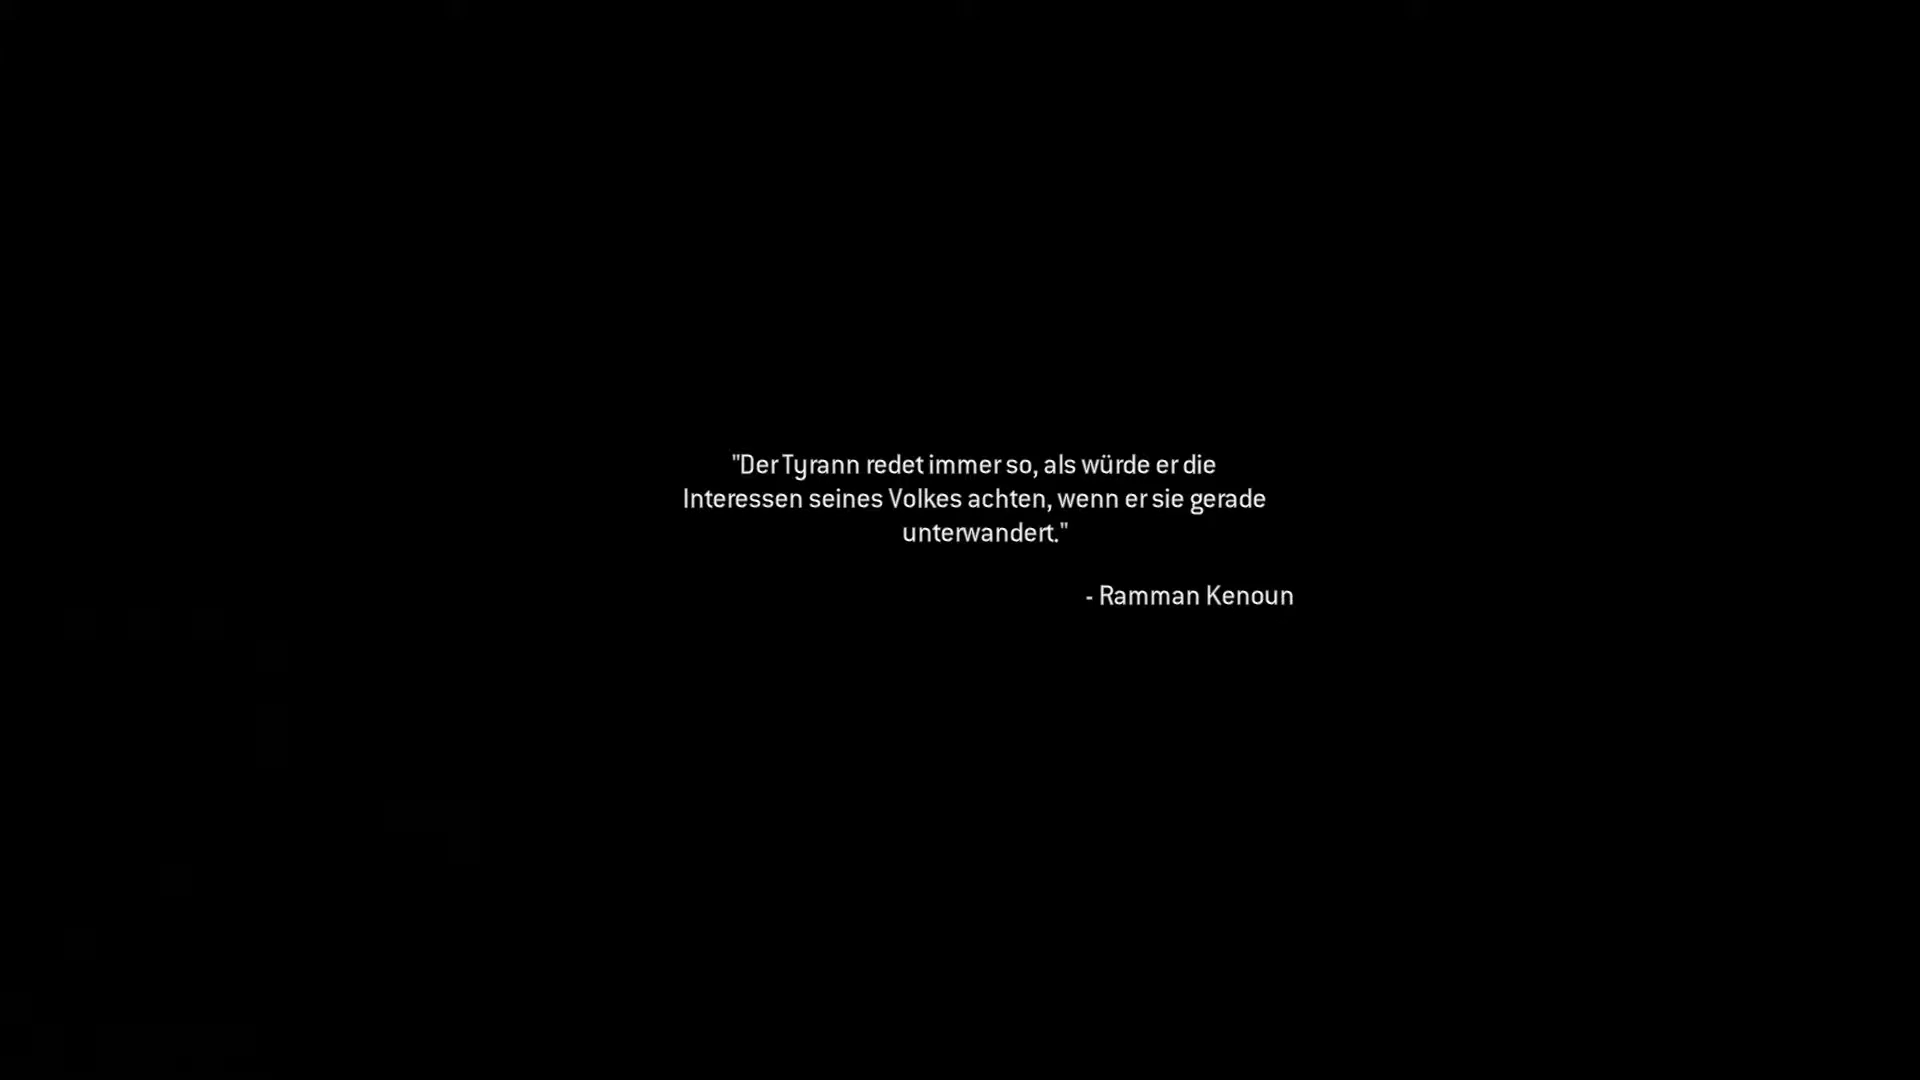 "Der Tyrann redet immer so, als würde er die
Interessen seines Volkes achten, wenn er sie gerade
unterwandert."
- Ramman Kenoun